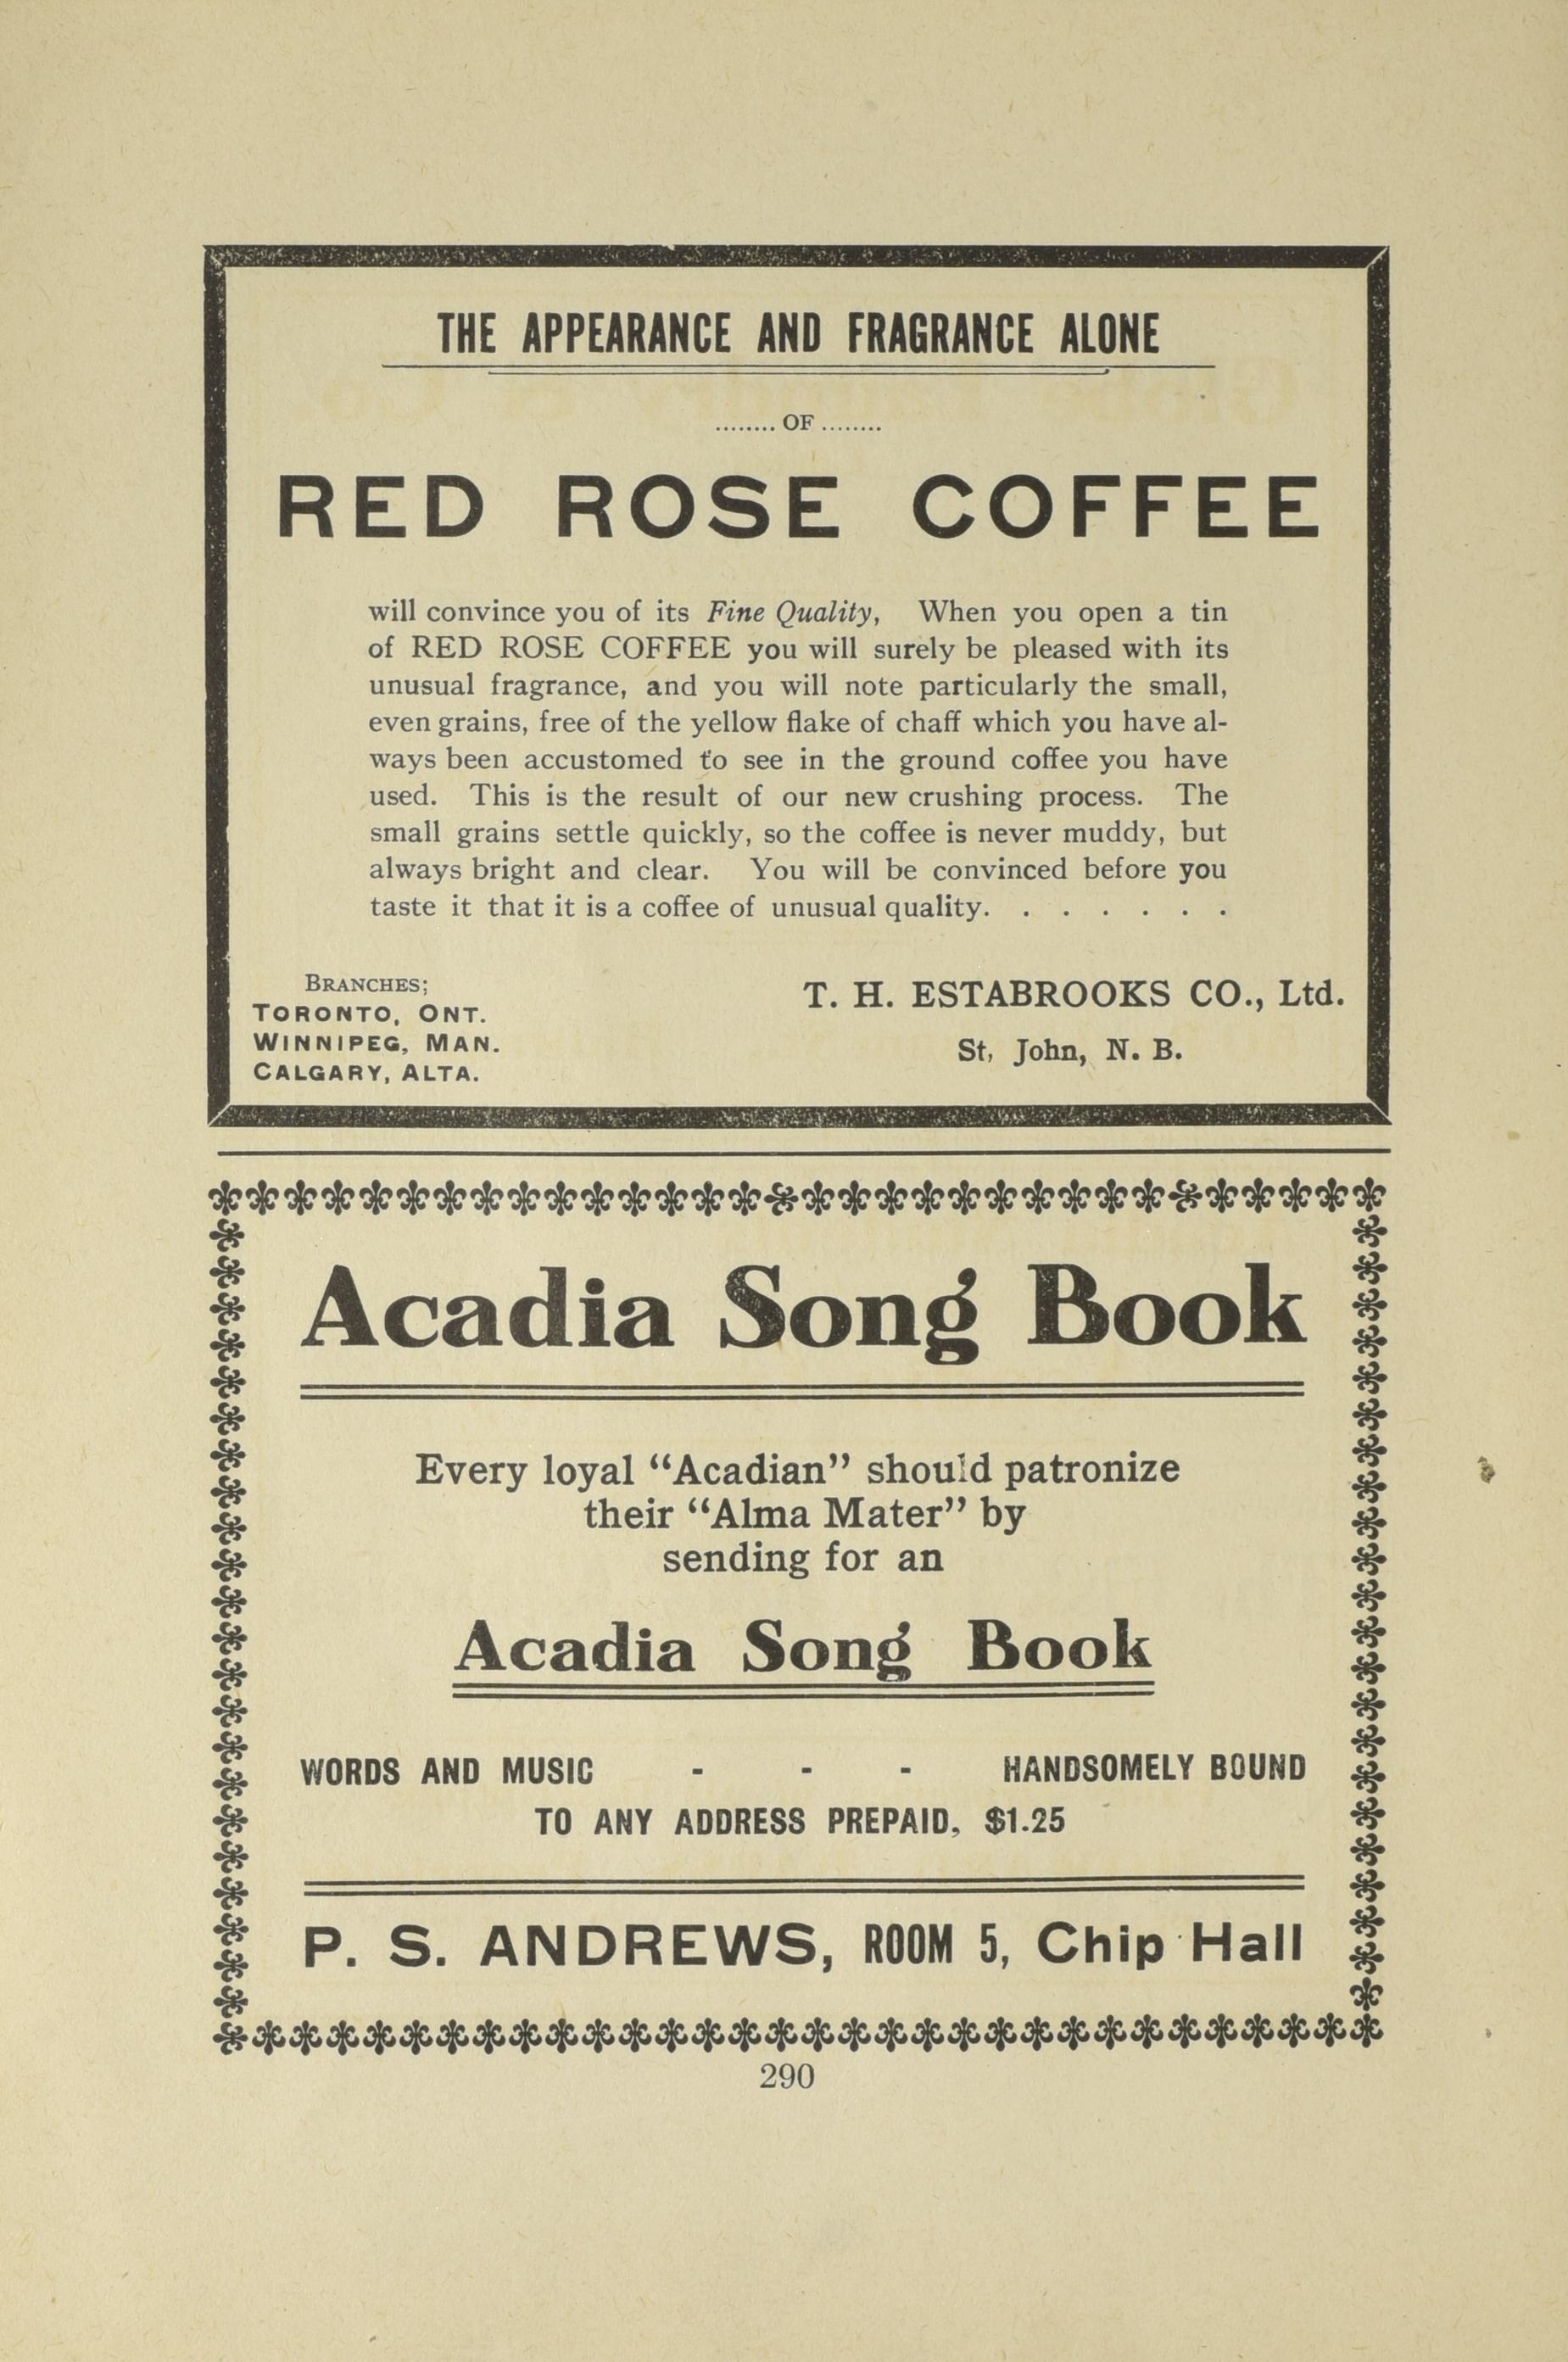 THE APPEARANCE AND FRAGRANCE ALONE
........ OF ........
RED ROSE COFFEE
will convince you of its Fine Quality, When you open a tin
of RED ROSE COFFEE you will surely be pleased with its
unusual fragrance, and you will note particularly the small,
even grains, free of the yellow flake of chaff which you have al-
ways been accustomed to see in the ground coffee you have
used. This is the result of our new crushing process. The
small grains settle quickly, so the coffee is never muddy, but
always bright and clear. You will be convinced before you
taste it that it is a coffee of unusual quality. . . . . . .
BRANCHES;
TORONTO, ONT.
WINNIPEG, MAN.
CALGARY, ALTA.
T. H. ESTABROOKS CO., Ltd.
St, John, N. B.
Acadia Song Book
Every loyal “Acadian” should patronize
their “Alma Mater” by
sending for an
Acadia Song Book
WORDS AND MUSIC - - - HANDSOMELY BOUND
TO ANY ADDRESS PREPAID, $1.25
P. S. ANDREWS, ROOM 5, Chip Hall
290